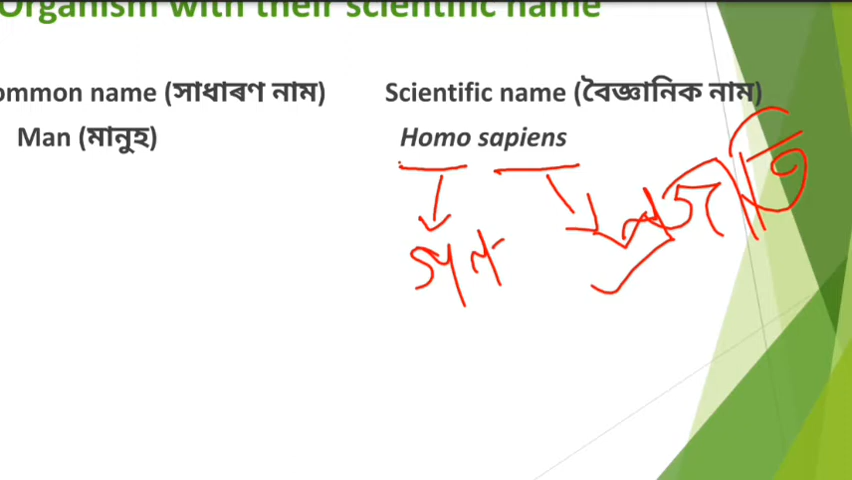 Organism with their scientific name
ommon name (সাধাৰণ নাম) Scientific name (বৈজ্ঞানিক নাম)
Man (মানুহ) Homo sapiens
গণ প্ৰজাতি